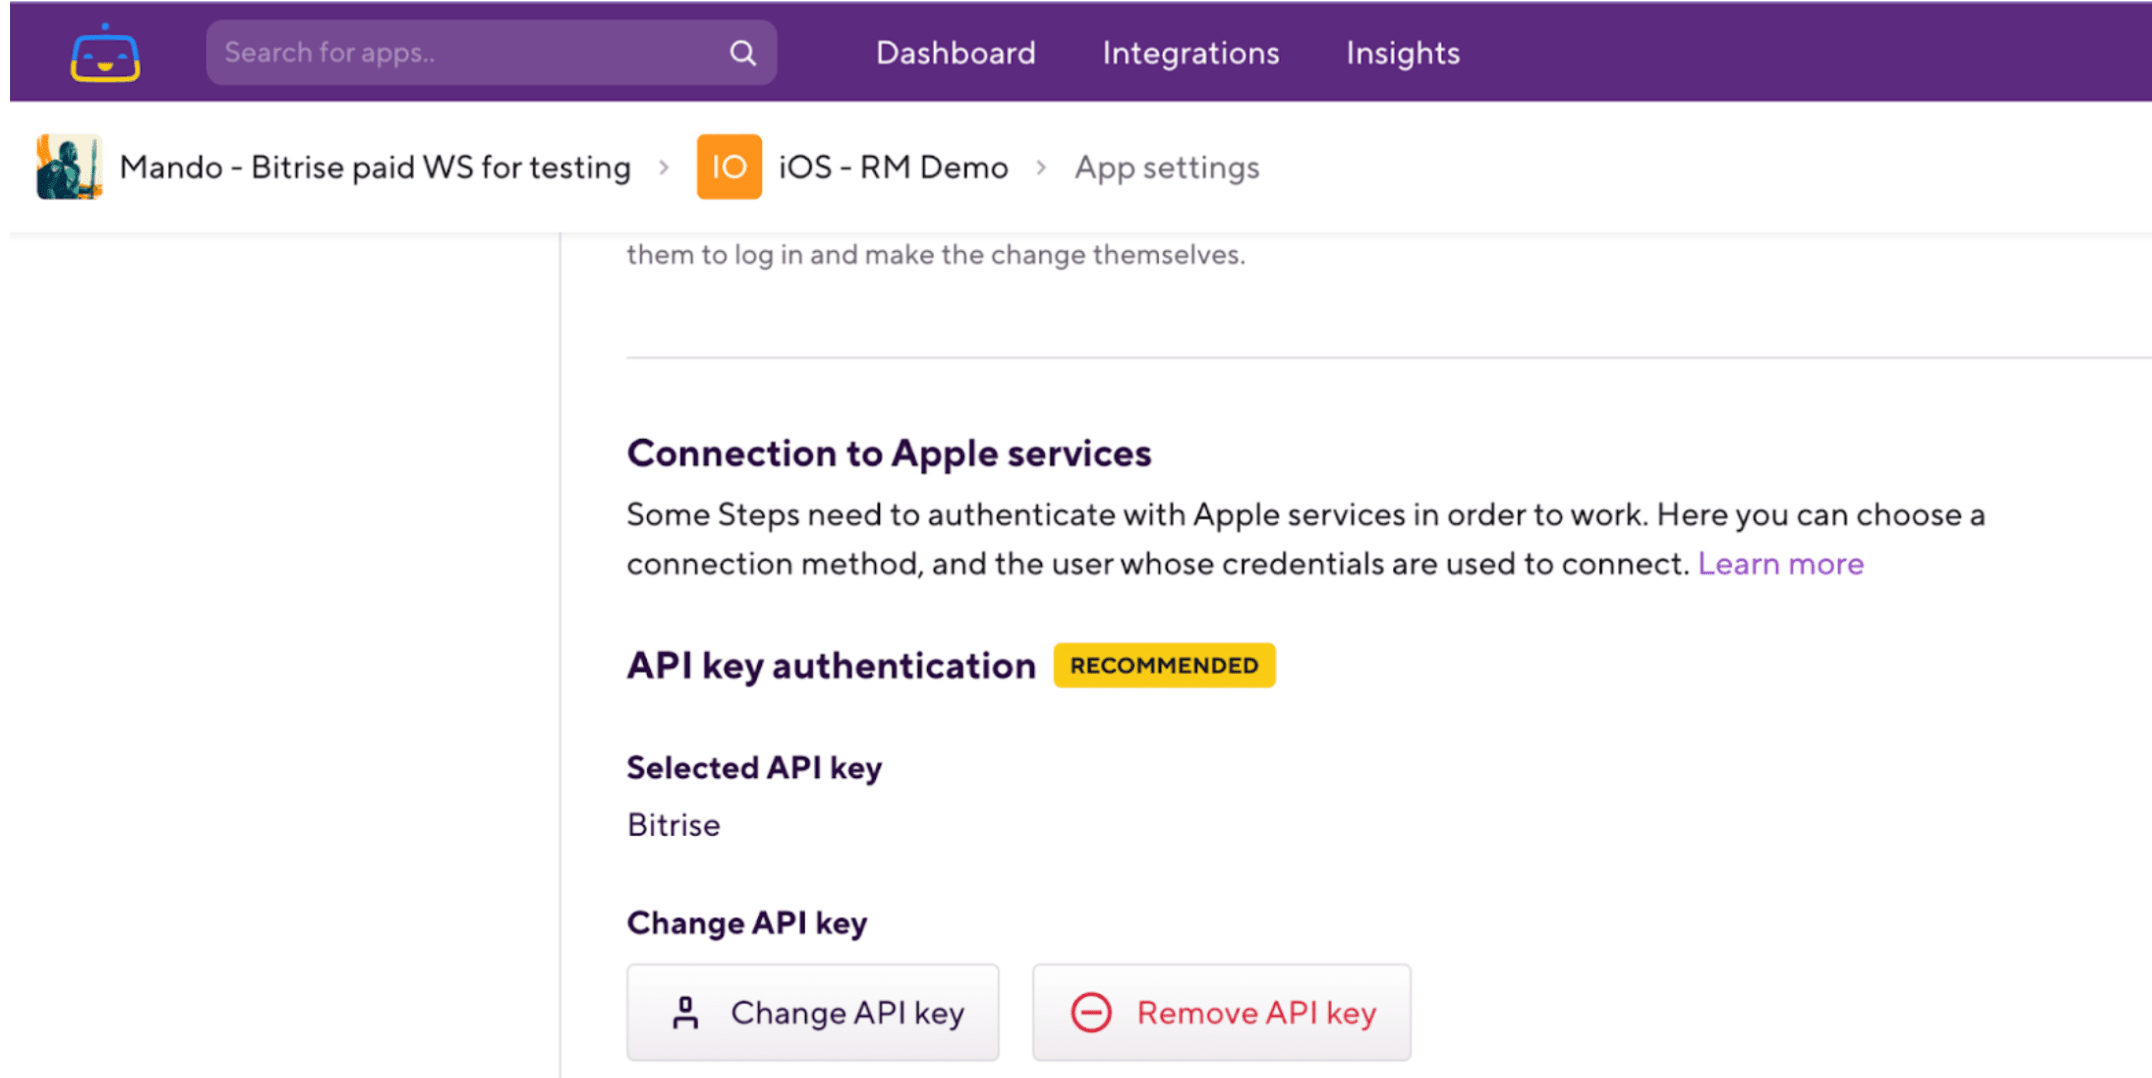 Search for apps..
Dashboard
Integrations
Insights
Mando - Bitrise paid WS for testing
IO
iOS - RM Demo
App settings
them to log in and make the change themselves.
Connection to Apple services
Some Steps need to authenticate with Apple services in order to work. Here you can choose a
connection method, and the user whose credentials are used to connect. Learn more
API key authentication
RECOMMENDED
Selected API key
Bitrise
Change API key
Change API key
Remove API key